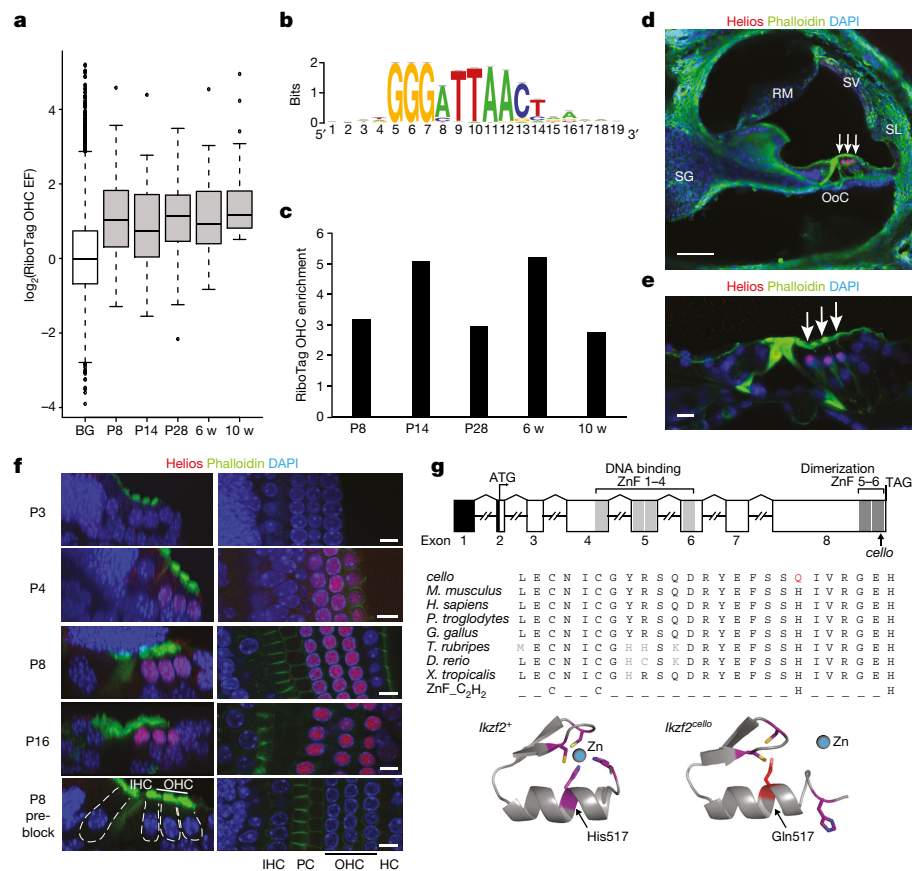 a
log2(RiboTag OHC EF)
4
2
0
−2
−4
BG P8 P14 P28 6 w 10 w
b
Bits
2
1
0
GGGATTAACT
A
5′ 1 2 3 4 5 6 7 8 9 10 11 12 13 14 15 16 17 18 19 3′
c
RiboTag OHC enrichment
6
5
4
3
2
1
0
P8 P14 P28 6 w 10 w
d
Helios Phalloidin DAPI
RM
SV
SL
SG
OoC
e
Helios Phalloidin DAPI
f
Helios Phalloidin DAPI
P3
P4
P8
P16
P8
pre-
block
IHC OHC
IHC PC OHC HC
g
ATG
DNA binding
ZnF 1–4
Dimerization
ZnF 5–6
TAG
Exon 1 2 3 4 5 6 7 8
cello
cello L E C N I C G Y R S Q D R Y E F S S Q I V R G E H
M. musculus L E C N I C G Y R S Q D R Y E F S S H I V R G E H
H. sapiens L E C N I C G Y R S Q D R Y E F S S H I V R G E H
P. troglodytes L E C N I C G Y R S Q D R Y E F S S H I V R G E H
G. gallus L E C N I C G Y R S Q D R Y E F S S H I V R G E H
T. rubripes M E C N I C G H H S K D R Y E F S S H I V R G E H
D. rerio L E C N I C G H C S K D R Y E F S S H I V R G E H
X. tropicalis L E C N I C G H R S Q D R Y E F S S H I V R G E H
ZnF_C2H2 _ _ C _ _ C _ _ _ _ _ _ _ _ _ _ _ _ H _ _ _ _ _ H
Ikzf2+
Zn
His517
Ikzf2cello
Zn
Gln517